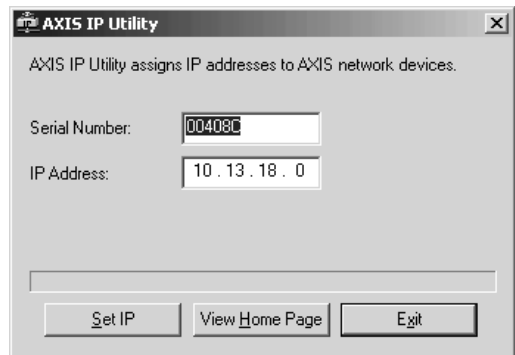 AXIS IP Utility
AXIS IP Utility assigns IP addresses to AXIS network devices.
Serial Number: 00408C
IP Address: 10 . 13 . 18 . 0
Set IP View Home Page Exit